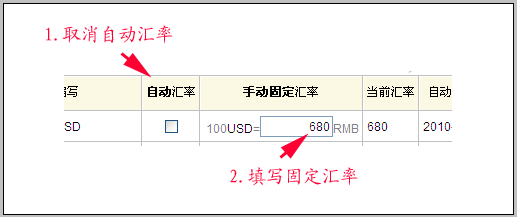 1.取消自动汇率
缩写 自动汇率 手动固定汇率 当前汇率 自动
SD 100USD= 680 RMB 680 2010-
2.填写固定汇率